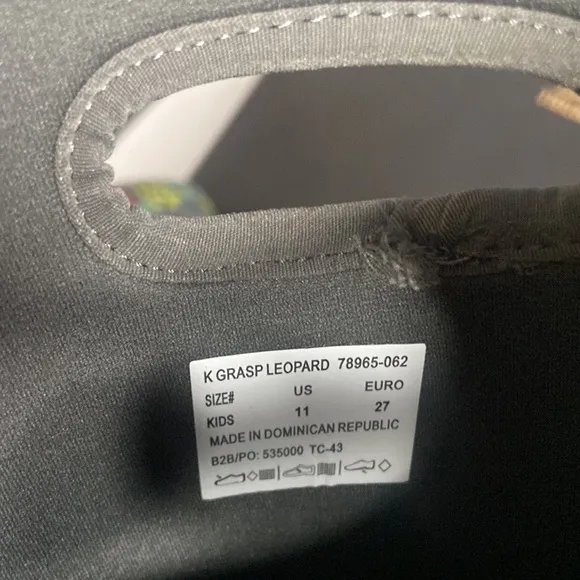 K GRASP LEOPARD 78965-062
SIZE# US EURO
KIDS 11 27
MADE IN DOMINICAN REPUBLIC
B2B/PO: 535000 TC-43